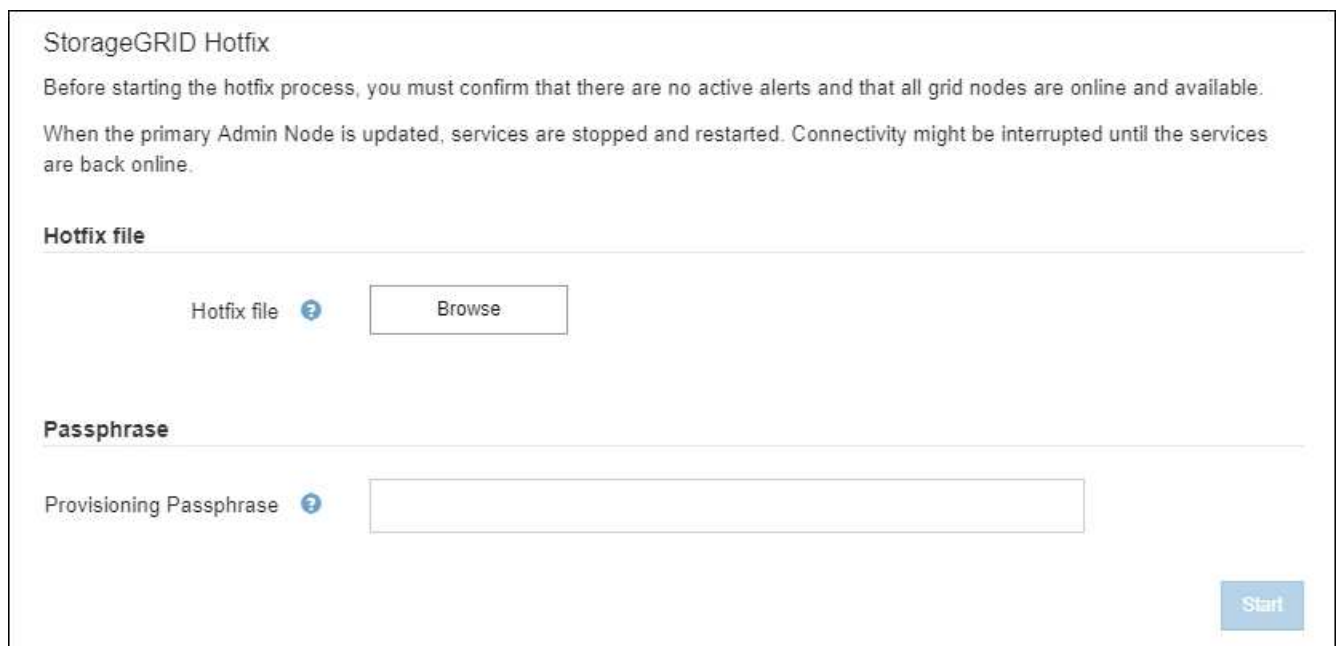 StorageGRID Hotfix
Before starting the hotfix process, you must confirm that there are no active alerts and that all grid nodes are online and available.
When the primary Admin Node is updated, services are stopped and restarted. Connectivity might be interrupted until the services
are back online.
Hotfix file
Hotfix file ? Browse
Passphrase
Provisioning Passphrase ?
Start